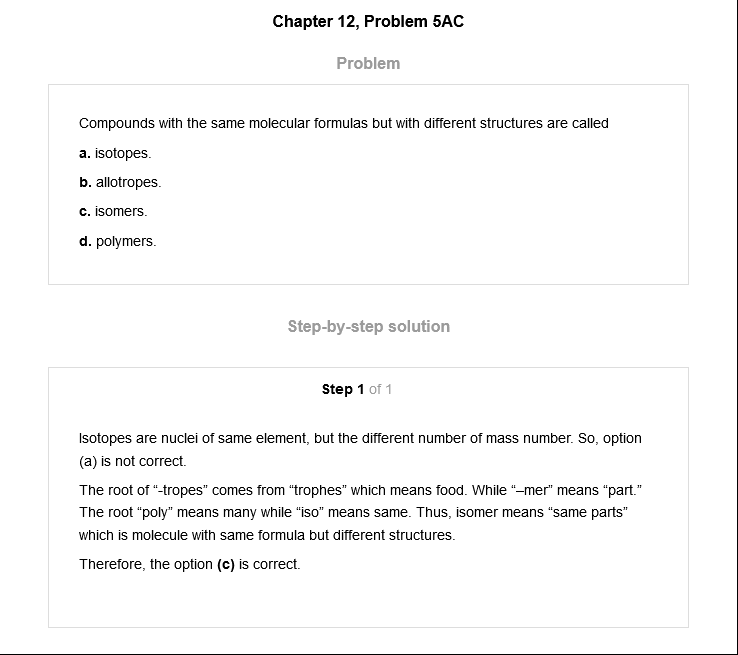 Chapter 12, Problem 5AC
Problem
Compounds with the same molecular formulas but with different structures are called
a. isotopes.
b. allotropes.
c. isomers.
d. polymers.
Step-by-step solution
Step 1 of 1
Isotopes are nuclei of same element, but the different number of mass number. So, option
(a) is not correct.
The root of “-tropes” comes from “trophes” which means food. While “–mer” means “part.”
The root “poly” means many while “iso” means same. Thus, isomer means “same parts”
which is molecule with same formula but different structures.
Therefore, the option (c) is correct.